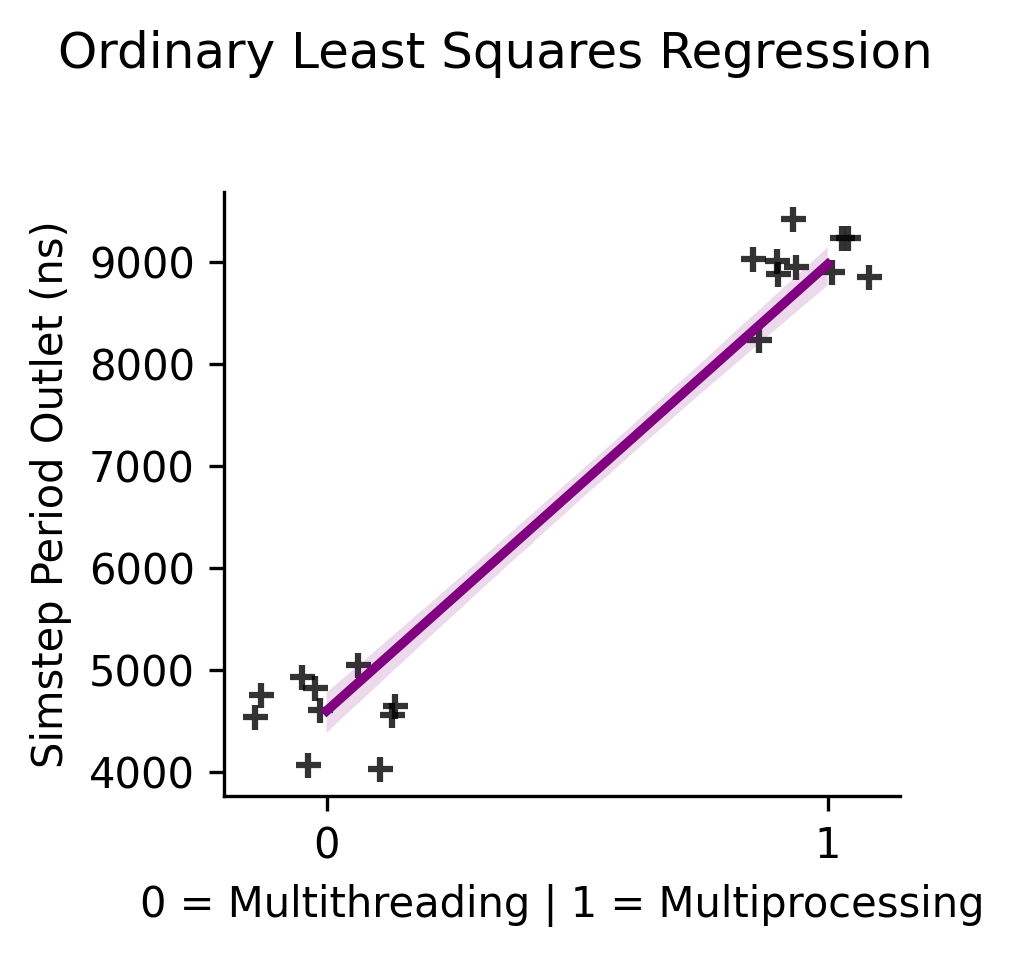 Ordinary Least Squares Regression
Simstep Period Outlet (ns)
9000
8000
7000
6000
5000
4000
0
1
0 = Multithreading | 1 = Multiprocessing